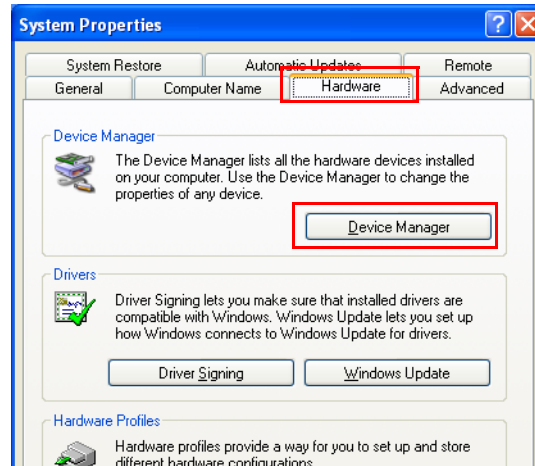 System Properties
System Restore Automatic Updates Remote
General Computer Name Hardware Advanced
Device Manager
The Device Manager lists all the hardware devices installed
on your computer. Use the Device Manager to change the
properties of any device.
Device Manager
Drivers
Driver Signing lets you make sure that installed drivers are
compatible with Windows. Windows Update lets you set up
how Windows connects to Windows Update for drivers.
Driver Signing Windows Update
Hardware Profiles
Hardware profiles provide a way for you to set up and store
different hardware configurations.